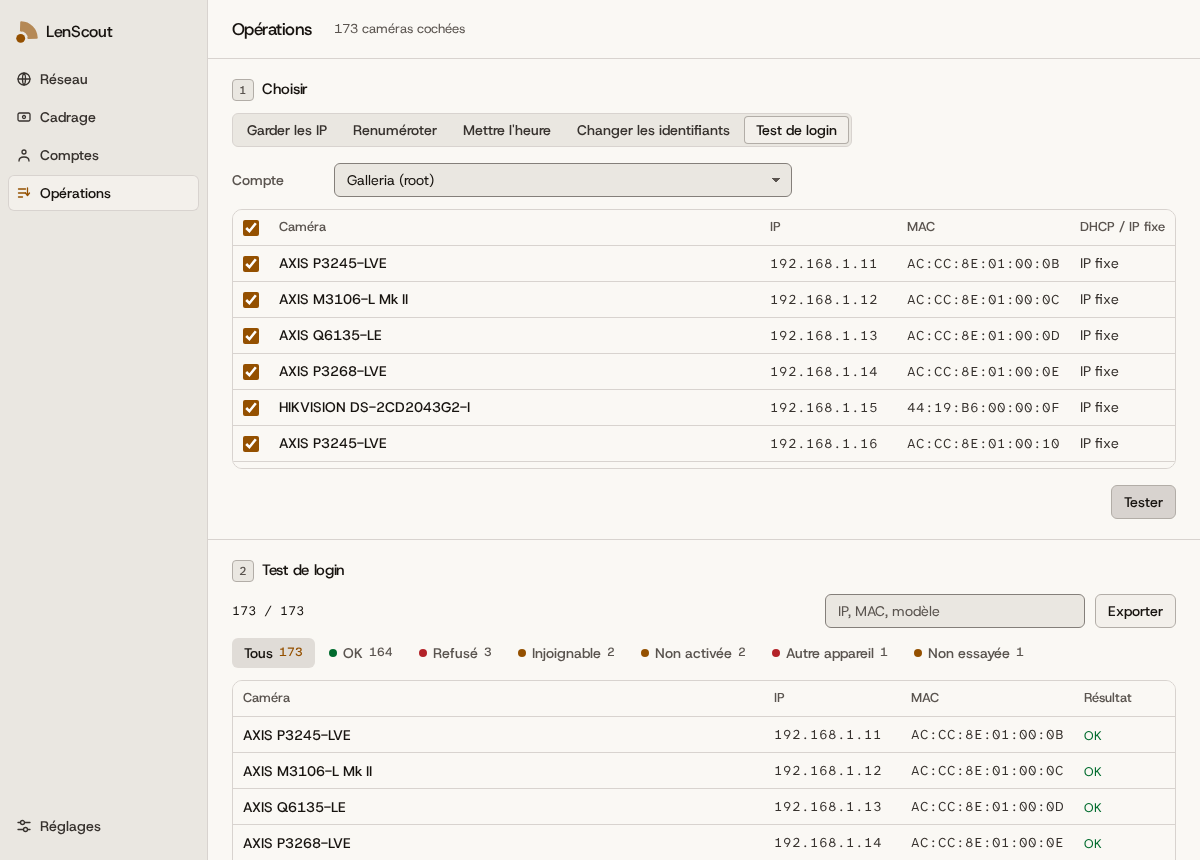 LenScout
Réseau
Cadrage
Comptes
Opérations
Réglages
Opérations 173 caméras cochées
1 Choisir
Garder les IP Renuméroter Mettre l'heure Changer les identifiants Test de login
Compte Galleria (root)
Caméra IP MAC DHCP / IP fixe
AXIS P3245-LVE 192.168.1.11 AC:CC:8E:01:00:0B IP fixe
AXIS M3106-L Mk II 192.168.1.12 AC:CC:8E:01:00:0C IP fixe
AXIS Q6135-LE 192.168.1.13 AC:CC:8E:01:00:0D IP fixe
AXIS P3268-LVE 192.168.1.14 AC:CC:8E:01:00:0E IP fixe
HIKVISION DS-2CD2043G2-I 192.168.1.15 44:19:B6:00:00:0F IP fixe
AXIS P3245-LVE 192.168.1.16 AC:CC:8E:01:00:10 IP fixe
Tester
2 Test de login
173 / 173 IP, MAC, modèle Exporter
Tous 173 OK 164 Refusé 3 Injoignable 2 Non activée 2 Autre appareil 1 Non essayée 1
Caméra IP MAC Résultat
AXIS P3245-LVE 192.168.1.11 AC:CC:8E:01:00:0B OK
AXIS M3106-L Mk II 192.168.1.12 AC:CC:8E:01:00:0C OK
AXIS Q6135-LE 192.168.1.13 AC:CC:8E:01:00:0D OK
AXIS P3268-LVE 192.168.1.14 AC:CC:8E:01:00:0E OK